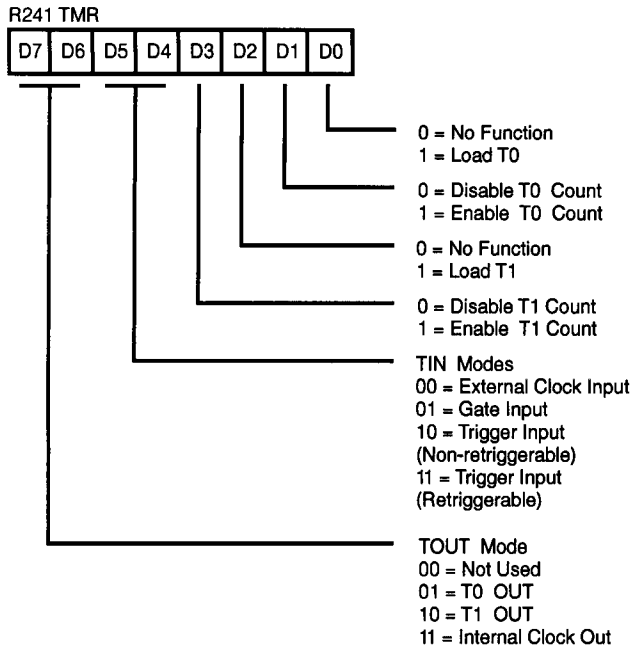 R241 TMR
D7 D6 D5 D4 D3 D2 D1 D0
0 = No Function
1 = Load T0
0 = Disable T0 Count
1 = Enable T0 Count
0 = No Function
1 = Load T1
0 = Disable T1 Count
1 = Enable T1 Count
TIN Modes
00 = External Clock Input
01 = Gate Input
10 = Trigger Input
(Non-retriggerable)
11 = Trigger Input
(Retriggerable)
TOUT Mode
00 = Not Used
01 = T0 OUT
10 = T1 OUT
11 = Internal Clock Out